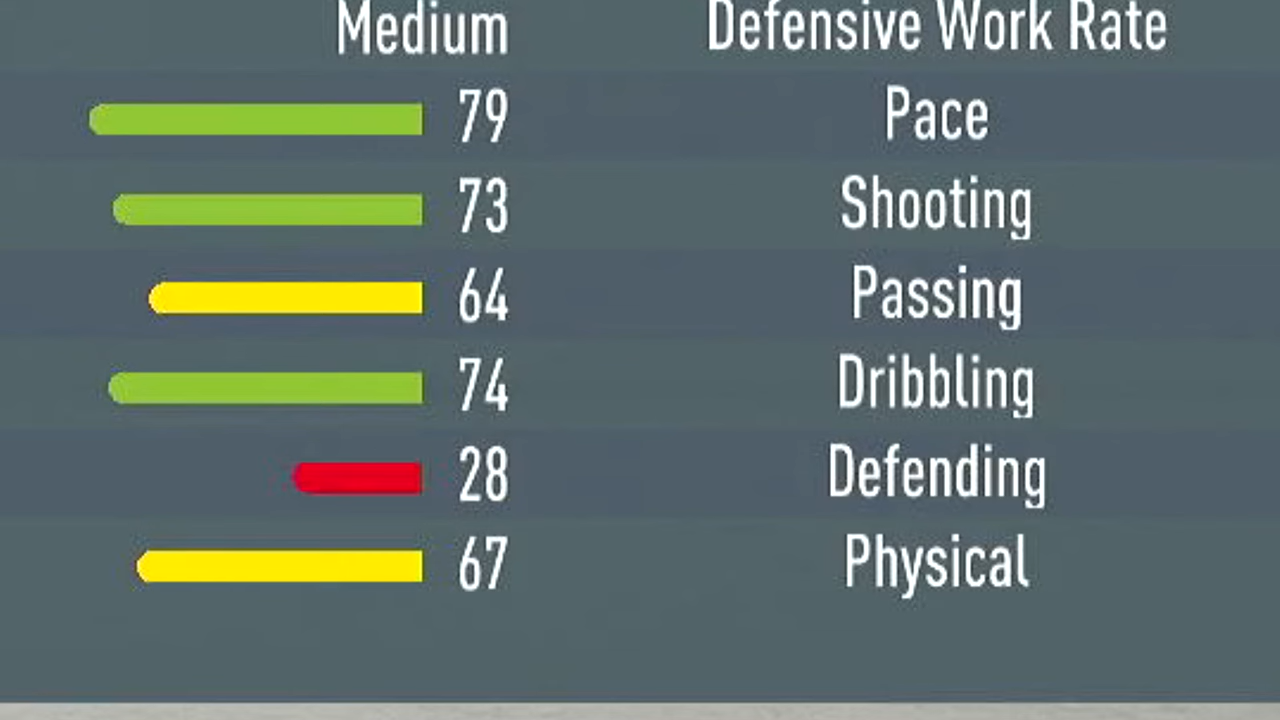 Medium Defensive Work Rate
79 Pace
73 Shooting
64 Passing
74 Dribbling
28 Defending
67 Physical